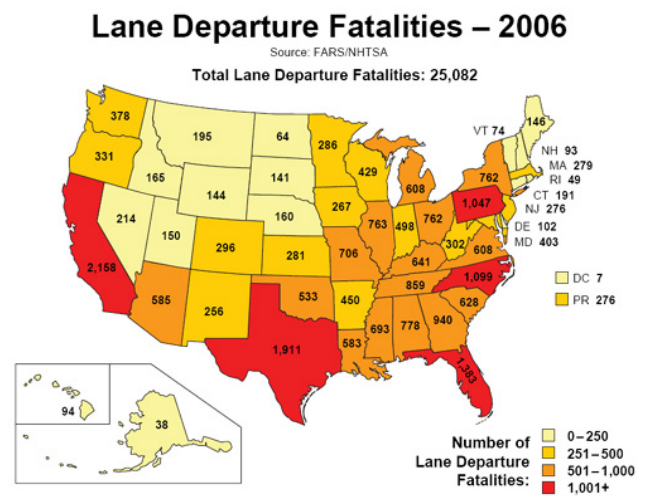 Lane Departure Fatalities – 2006
Source: FARS/NHTSA
Total Lane Departure Fatalities: 25,082
378
331
165
195
64
286
141
144
429
608
762
146
VT 74
NH 93
MA 279
RI 49
CT 191
NJ 276
DE 102
MD 403
1,047
267
160
214
150
296
281
706
763
498
762
302
608
2,158
585
256
533
450
641
859
1,099
628
1,911
583
693
778
940
1,383
DC 7
PR 276
94
38
Number of
Lane Departure
Fatalities:
0–250
251–500
501–1,000
1,001+